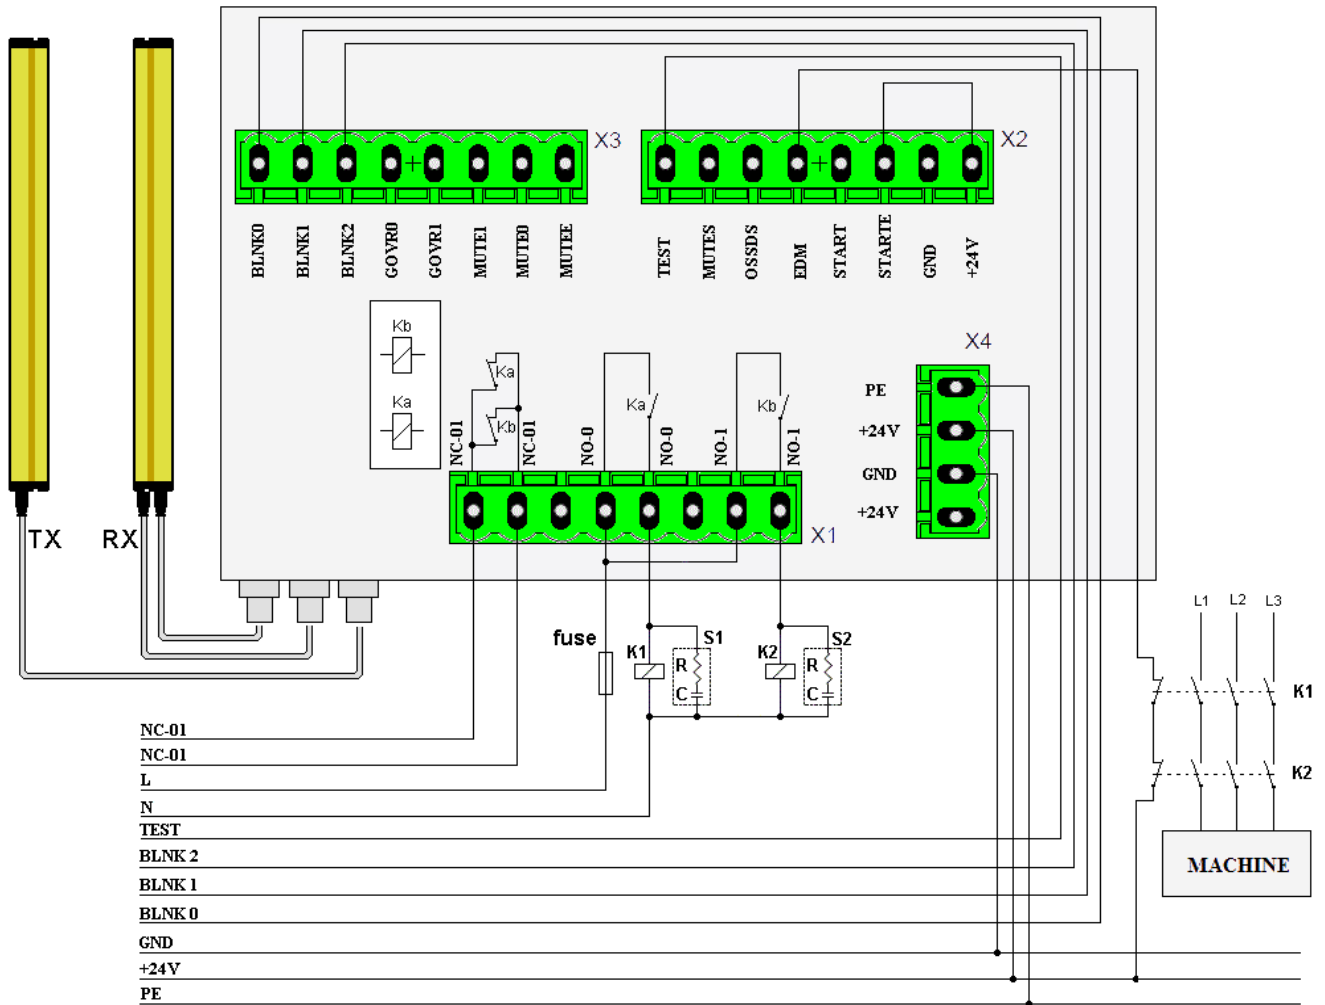 X3
X2
BLNK0
BLNK1
BLNK2
GOVR0
GOVR1
MUTE1
MUTE0
MUTEE
TEST
MUTES
OSSDS
EDM
START
STARTE
GND
+24V
Kb
Ka
Ka
Kb
Ka
Kb
NC-01
NC-01
NO-0
NO-0
NO-1
NO-1
X4
PE
+24V
GND
+24V
X1
TX
RX
fuse
K1
S1
R
C
K2
S2
R
C
L1
L2
L3
K1
K2
MACHINE
NC-01
NC-01
L
N
TEST
BLNK 2
BLNK 1
BLNK 0
GND
+24V
PE